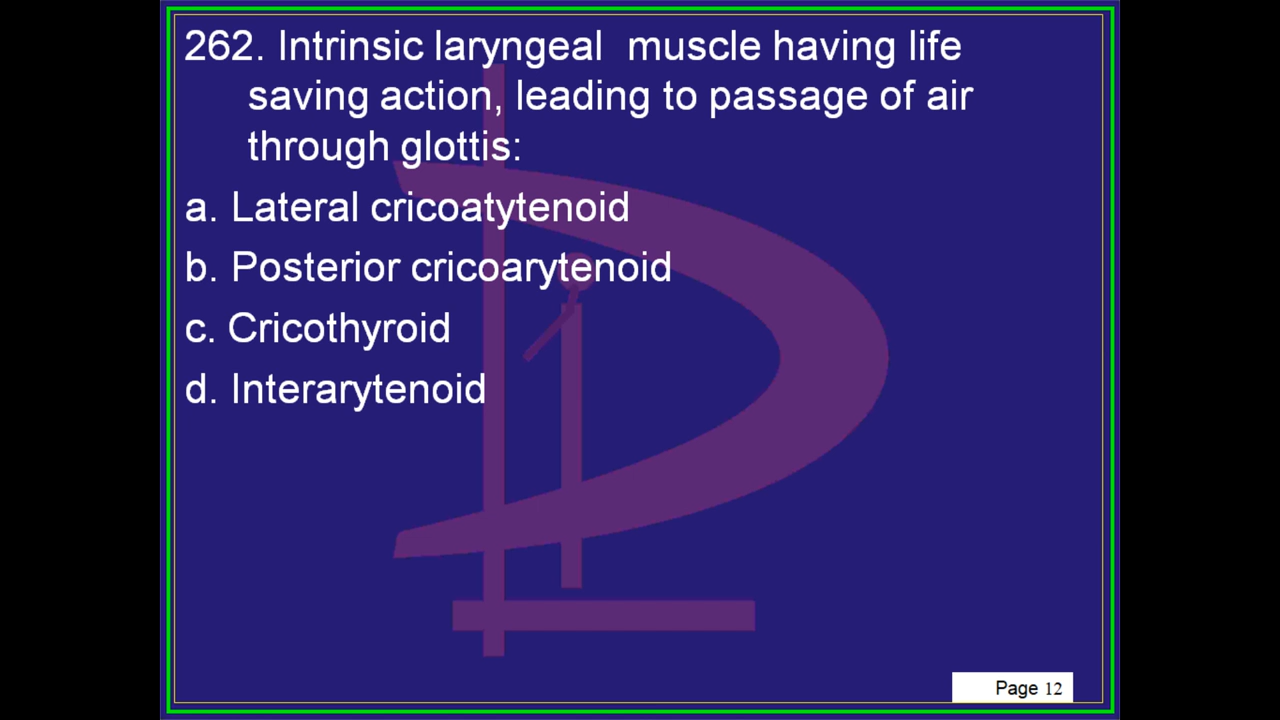 262. Intrinsic laryngeal muscle having life
saving action, leading to passage of air
through glottis:
a. Lateral cricoatytenoid
b. Posterior cricoarytenoid
c. Cricothyroid
d. Interarytenoid
Page 12